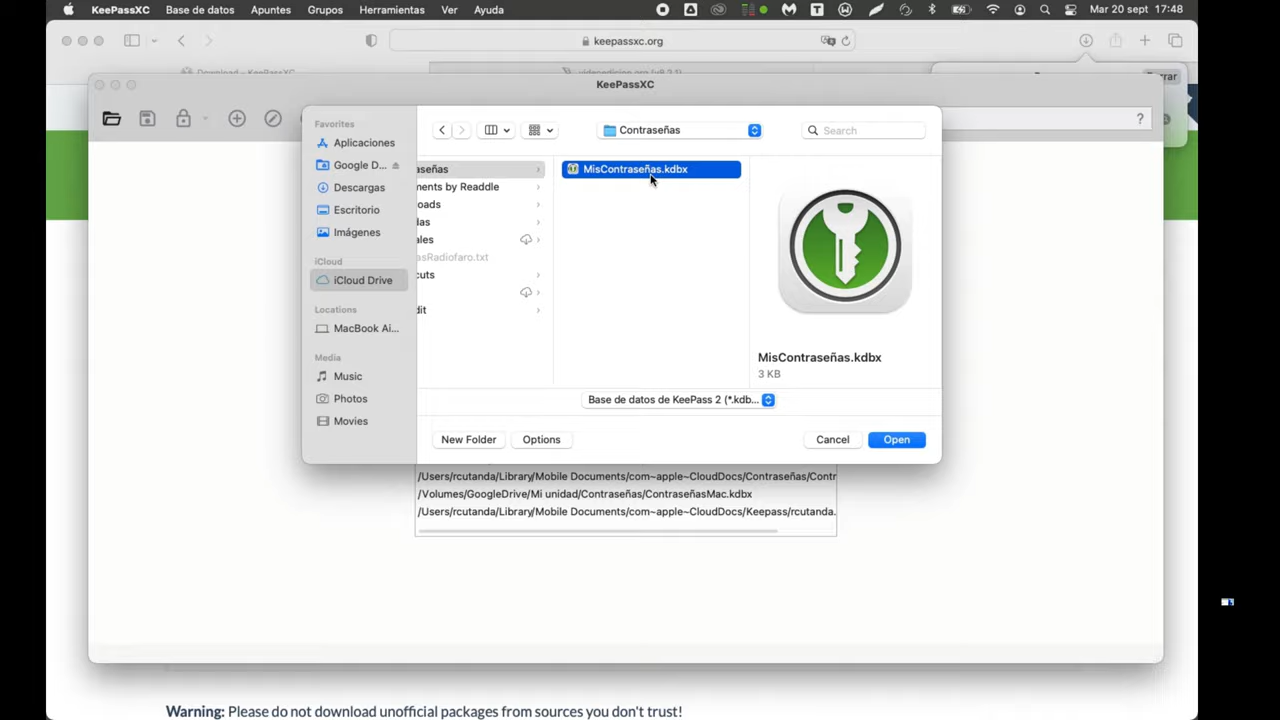 KeePassXC Base de datos Apuntes Grupos Herramientas Ver Ayuda Mar 20 sept 17:48
keepassxc.org
Download – KeePassXC
KeePassXC
?
Favorites
Aplicaciones
Google D...
Descargas
Escritorio
Imágenes
iCloud
iCloud Drive
Locations
MacBook Ai...
Media
Music
Photos
Movies
Contraseñas
Search
aseñas
ments by Readdle
oads
las
ales
asRadiofaro.txt
cuts
dit
MisContraseñas.kdbx
MisContraseñas.kdbx
3 KB
Base de datos de KeePass 2 (*.kdb...
New Folder Options Cancel Open
/Users/rcutanda/Library/Mobile Documents/com~apple~CloudDocs/Contraseñas/Contr
/Volumes/GoogleDrive/Mi unidad/Contraseñas/ContraseñasMac.kdbx
/Users/rcutanda/Library/Mobile Documents/com~apple~CloudDocs/Keepass/rcutanda.
Warning: Please do not download unofficial packages from sources you don't trust!